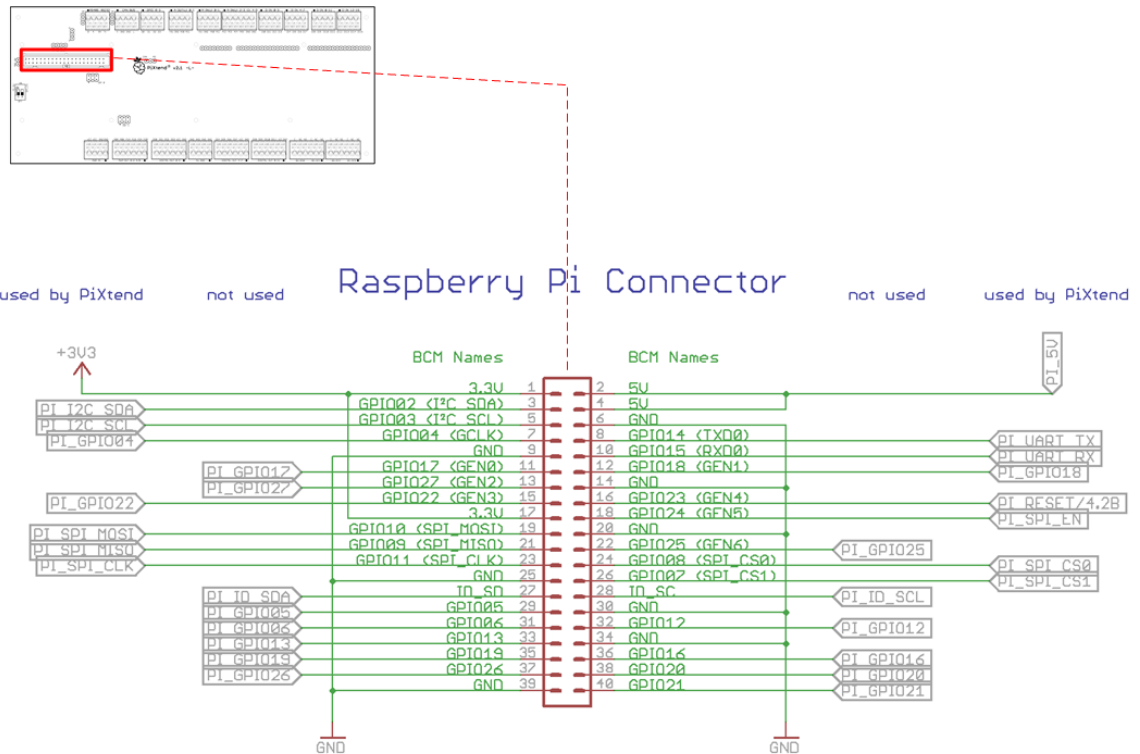 PiXtend® v2.1
Raspberry Pi Connector
used by PiXtend
not used
not used
used by PiXtend
+3V3
PI_5V
BCM Names
BCM Names
3.3V 1 2 5V
PI_I2C_SDA GPIO02 (I²C_SDA) 3 4 5V
PI_I2C_SCL GPIO03 (I²C_SCL) 5 6 GND
PI_GPIO04 GPIO04 (GCLK) 7 8 GPIO14 (TXD0) PI_UART_TX
GND 9 10 GPIO15 (RXD0) PI_UART_RX
PI_GPIO17 GPIO17 (GEN0) 11 12 GPIO18 (GEN1) PI_GPIO18
PI_GPIO27 GPIO27 (GEN2) 13 14 GND
PI_GPIO22 GPIO22 (GEN3) 15 16 GPIO23 (GEN4) PI_RESET/4.2B
3.3V 17 18 GPIO24 (GEN5) PI_SPI_EN
PI_SPI_MOSI GPIO10 (SPI_MOSI) 19 20 GND
PI_SPI_MISO GPIO09 (SPI_MISO) 21 22 GPIO25 (GEN6) PI_GPIO25
PI_SPI_CLK GPIO11 (SPI_CLK) 23 24 GPIO08 (SPI_CS0) PI_SPI_CS0
GND 25 26 GPIO07 (SPI_CS1) PI_SPI_CS1
PI_ID_SDA ID_SD 27 28 ID_SC PI_ID_SCL
PI_GPIO05 GPIO05 29 30 GND
PI_GPIO06 GPIO06 31 32 GPIO12 PI_GPIO12
PI_GPIO13 GPIO13 33 34 GND
PI_GPIO19 GPIO19 35 36 GPIO16 PI_GPIO16
PI_GPIO26 GPIO26 37 38 GPIO20 PI_GPIO20
GND 39 40 GPIO21 PI_GPIO21
GND
GND